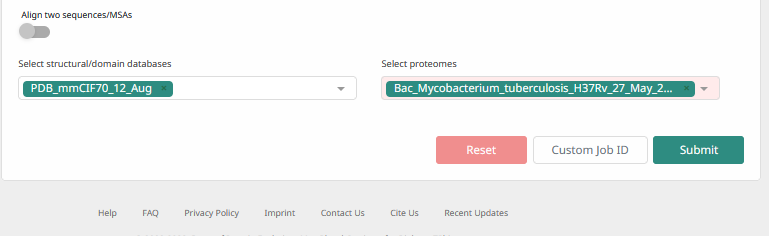 Align two sequences/MSAs
Select structural/domain databases
Select proteomes
PDB_mmCIF70_12_Aug ×
Bac_Mycobacterium_tuberculosis_H37Rv_27_May_2... ×
Reset
Custom Job ID
Submit
Help FAQ Privacy Policy Imprint Contact Us Cite Us Recent Updates